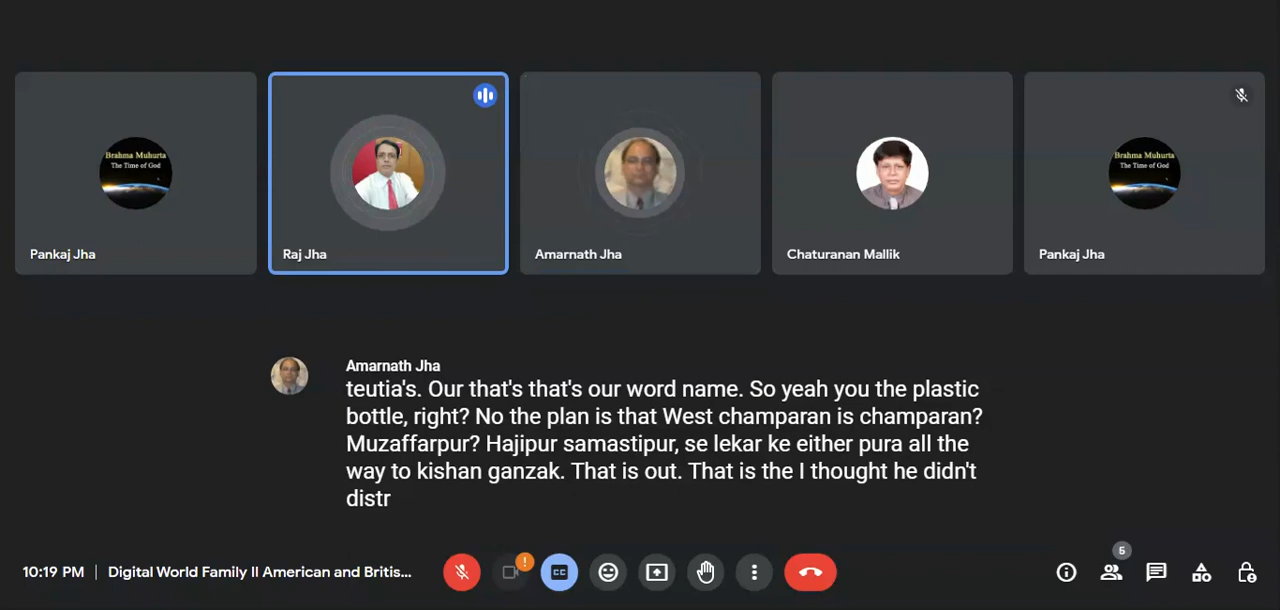 Brahma Muhurta
The Time of God
Pankaj Jha
Raj Jha
Amarnath Jha
Chaturanan Mallik
Brahma Muhurta
The Time of God
Pankaj Jha
Amarnath Jha
teutia's. Our that's that's our word name. So yeah you the plastic
bottle, right? No the plan is that West champaran is champaran?
Muzaffarpur? Hajipur samastipur, se lekar ke either pura all the
way to kishan ganzak. That is out. That is the I thought he didn't
distr
10:19 PM | Digital World Family II American and Britis...
!
CC
5